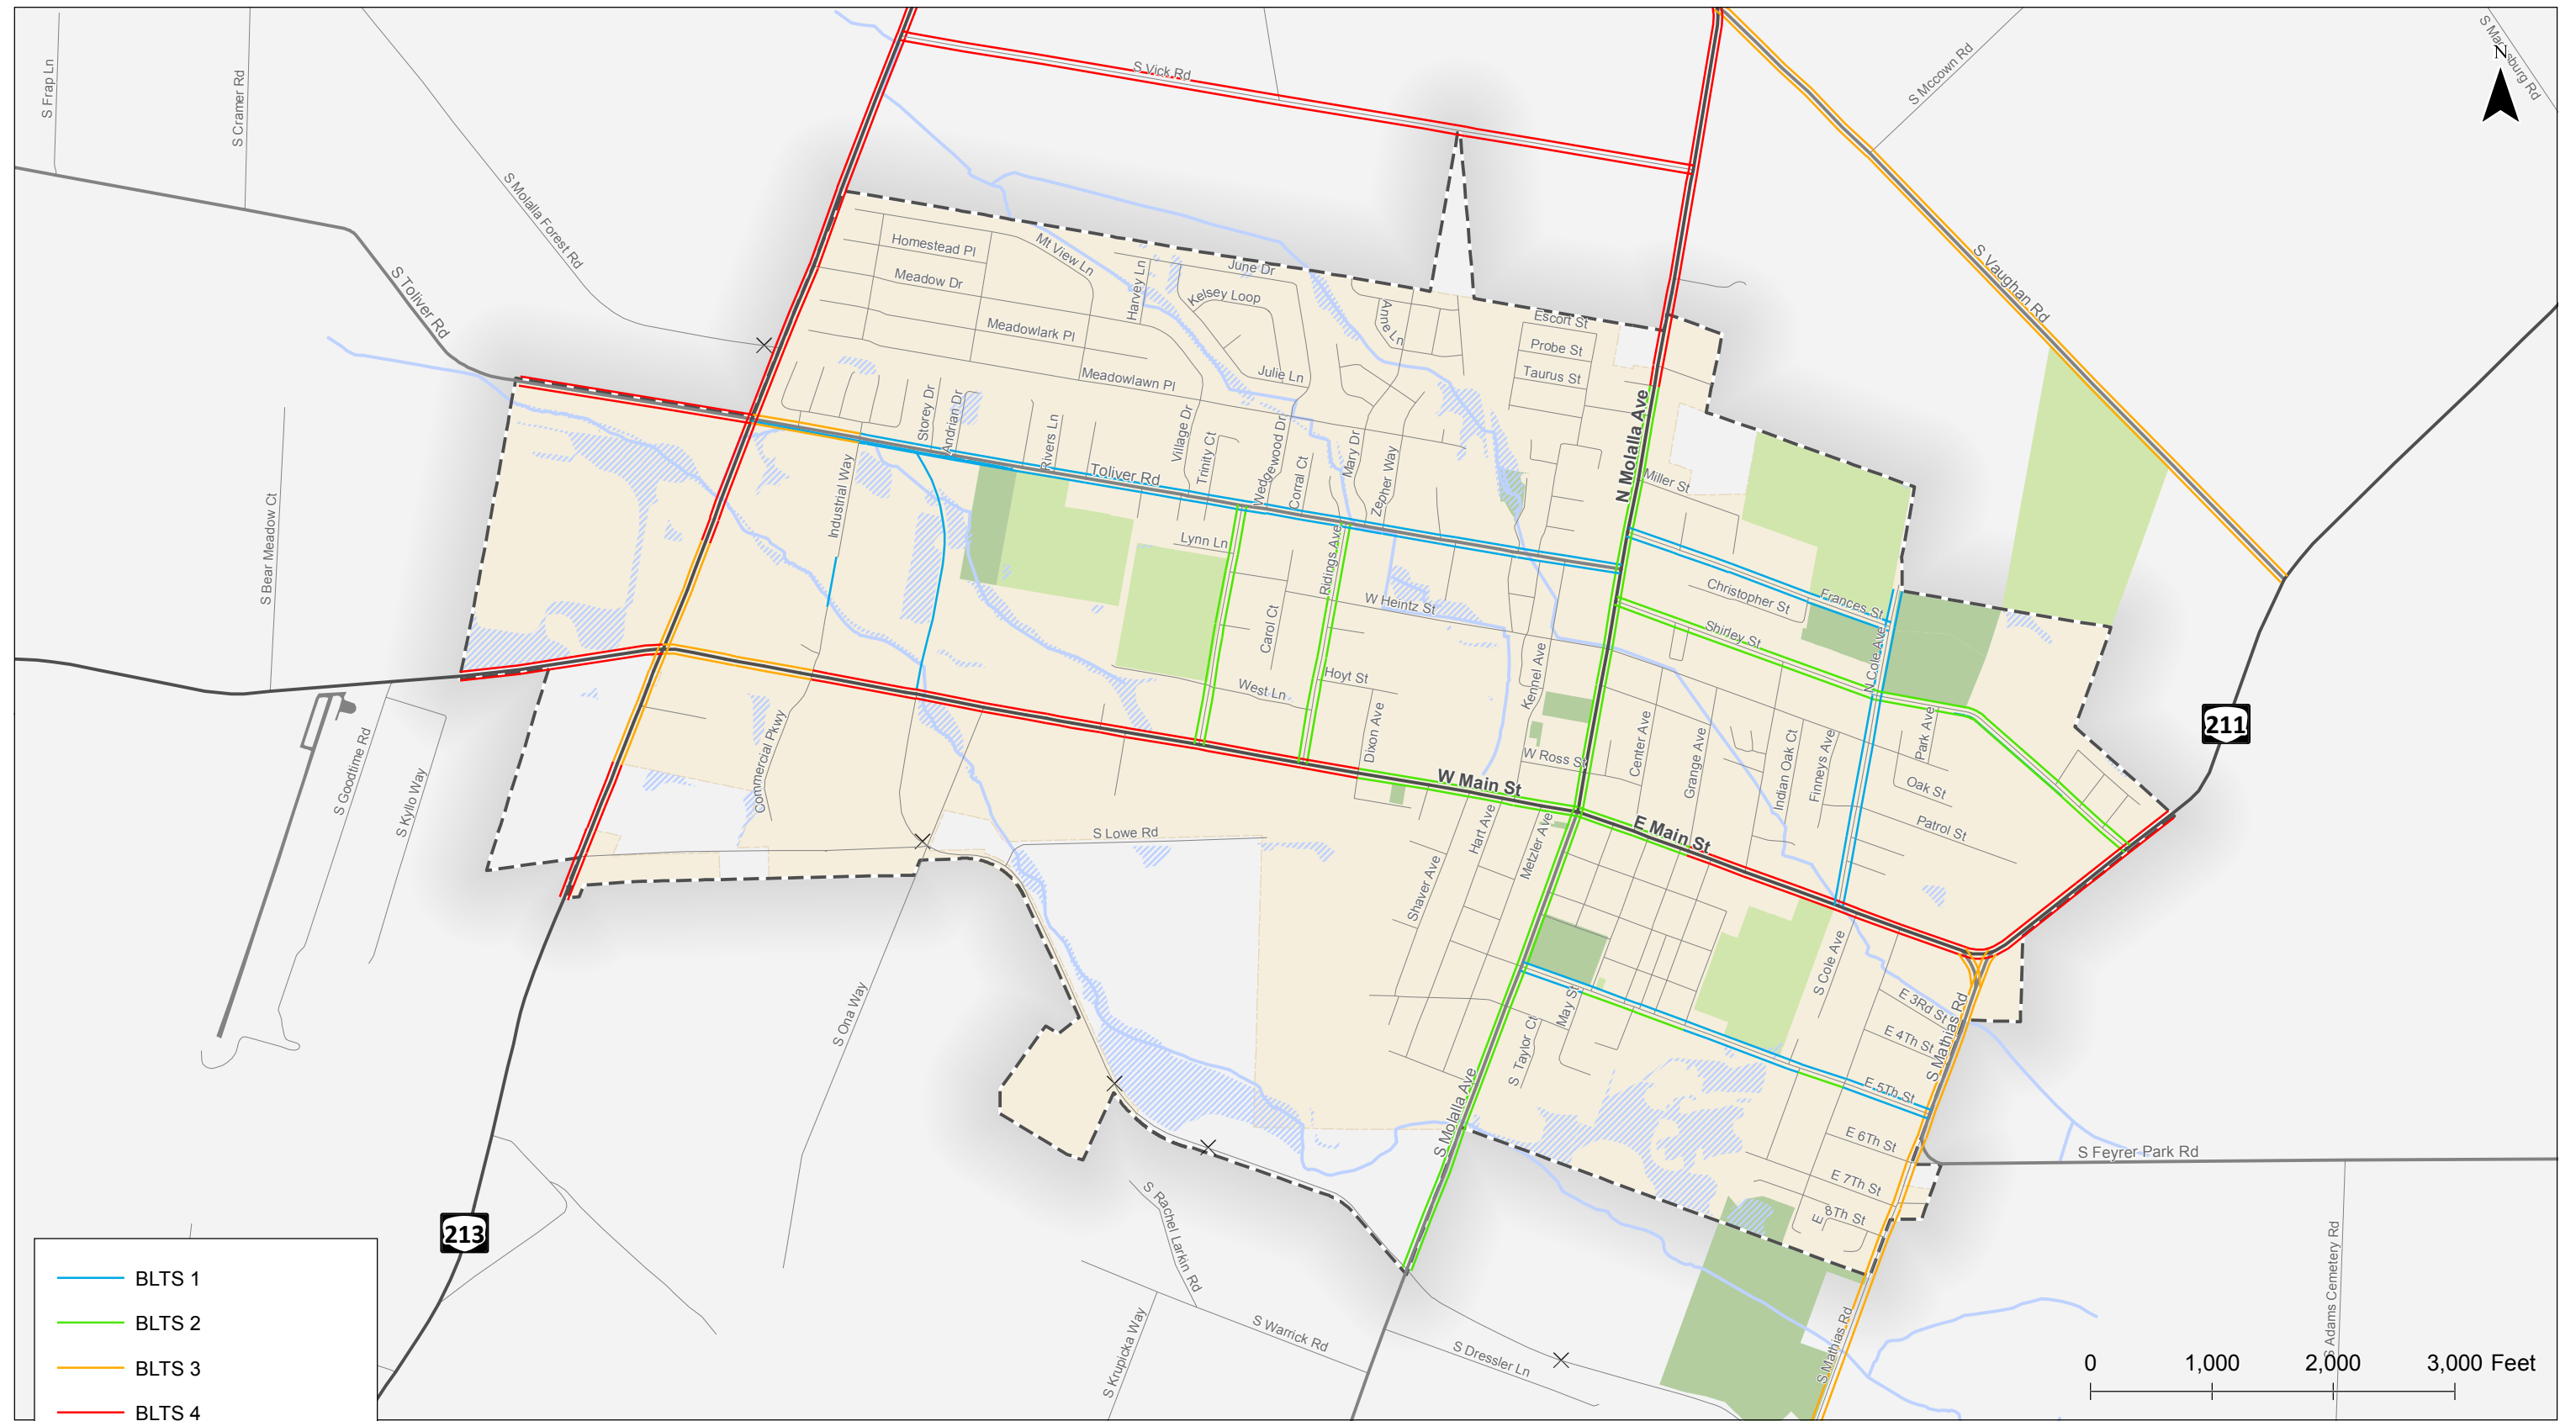 S Frap Ln
S Cramer Rd
S Molalla Forest Rd
S Vick Rd
S Mccown Rd
N
S Toliver Rd
S Vaughan Rd
Homestead Pl
Mt View Ln
Meadow Dr
Harvey Ln
June Dr
Kelsey Loop
Anne Ln
Escort St
Probe St
Taurus St
Meadowlark Pl
Julie Ln
Meadowlawn Pl
Storey Dr
Andrian Dr
Rivers Ln
Village Dr
Trinity Ct
Wedgewood Dr
Corral Ct
Mary Dr
Zepher Way
N Molalla Ave
Miller St
Toliver Rd
Industrial Way
Lynn Ln
Ridings Ave
S Bear Meadow Ct
W Heintz St
Christopher St
Frances St
Carol Ct
Shirley St
N Cole Ave
West Ln
Hoyt St
Kennel Ave
Dixon Ave
Center Ave
Grange Ave
Indian Oak Ct
Finneys Ave
Park Ave
211
S Goodtime Rd
S Kyllo Way
Commercial Pkwy
W Main St
W Ross St
Oak St
S Lowe Rd
Hart Ave
Metzler Ave
E Main St
Patrol St
Shaver Ave
S Cole Ave
S Ona Way
May St
S Taylor Ct
E 3Rd St
E 4Th St
S Mathias Rd
E 5Th St
S Molalla Ave
E 6Th St
S Feyrer Park Rd
E 7Th St
E 8Th St
213
S Rachel Larkin Rd
S Krupicka Way
S Warrick Rd
S Dressler Ln
S Mathias Rd
S Adams Cemetery Rd
BLTS 1
BLTS 2
BLTS 3
BLTS 4
0 1,000 2,000 3,000 Feet